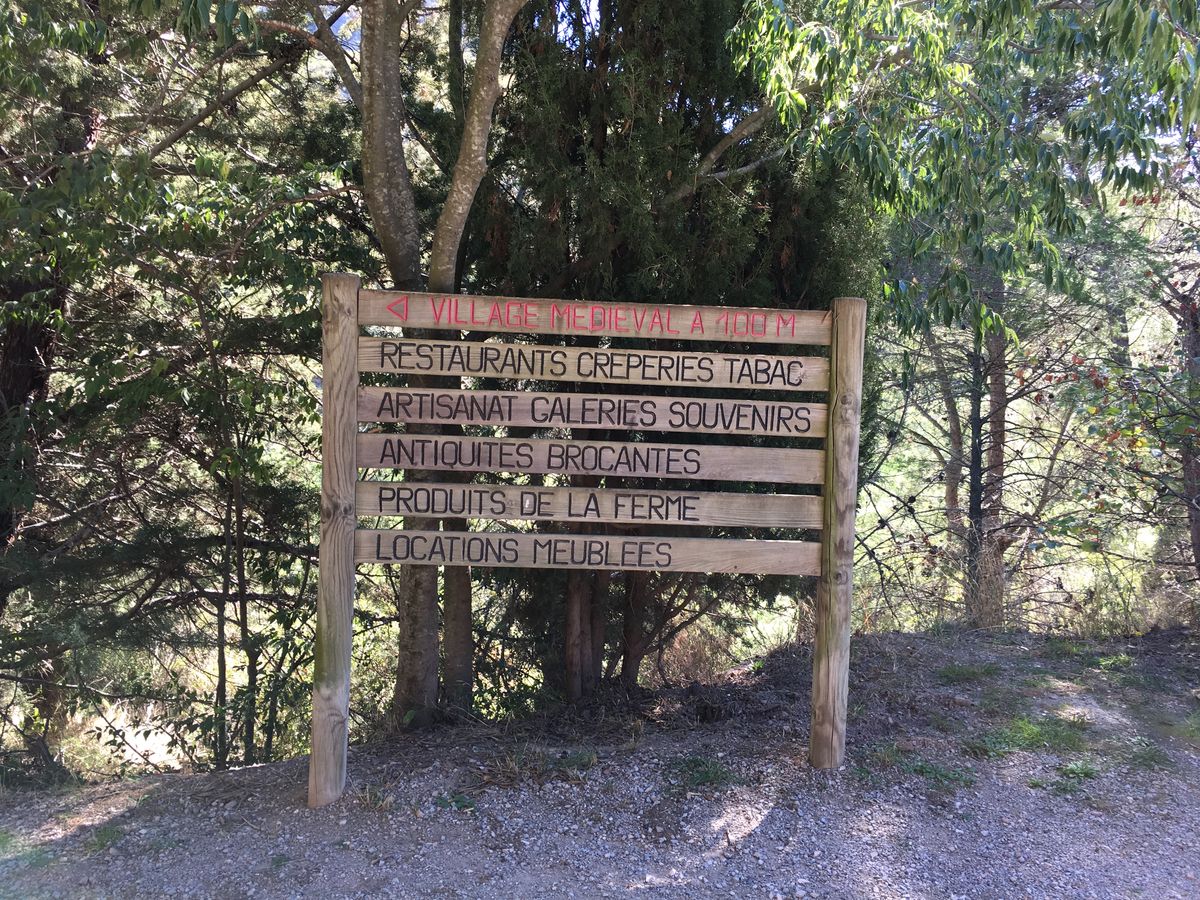 ◁ VILLAGE MEDIEVAL A 100 M
RESTAURANTS CREPERIES TABAC
ARTISANAT GALERIES SOUVENIRS
ANTIQUITES BROCANTES
PRODUITS DE LA FERME
LOCATIONS MEUBLEES